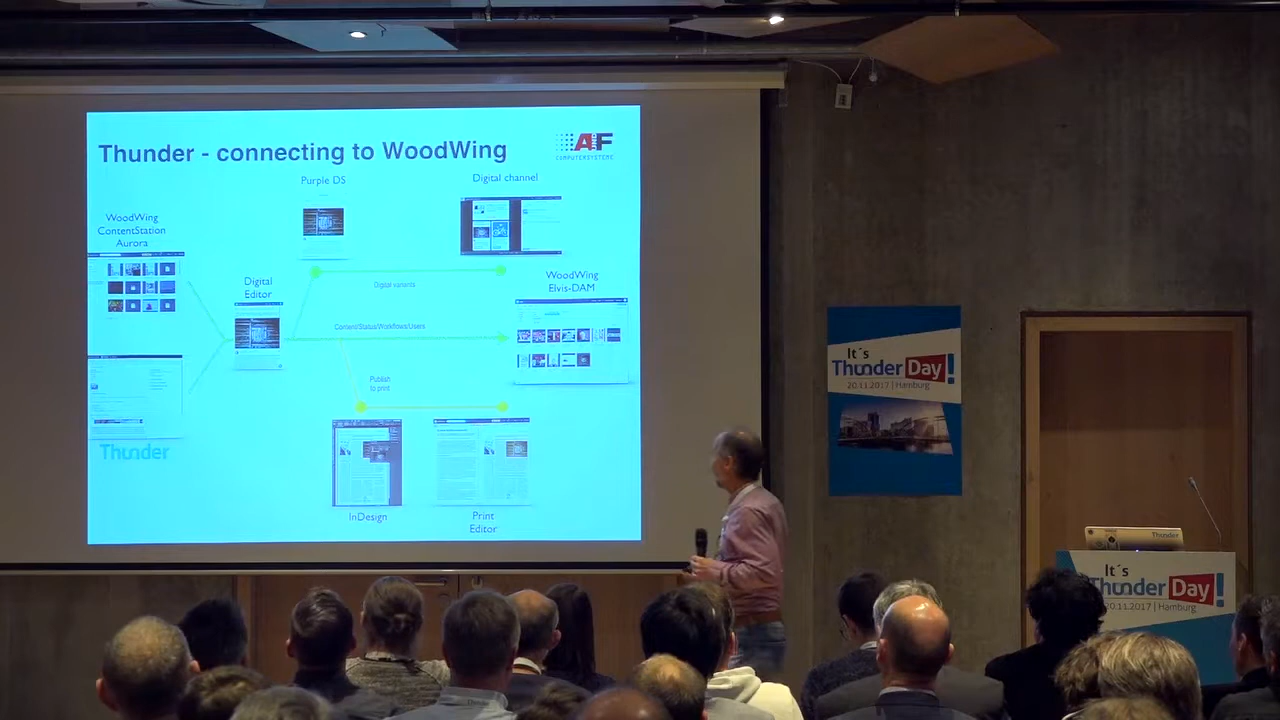 Thunder - connecting to WoodWing
A&F
COMPUTERSYSTEME
Purple DS
Digital channel
WoodWing
ContentStation
Aurora
Digital
Editor
Digital variants
WoodWing
Elvis-DAM
Content/Status/Workflows/Users
Publish
to print
Thunder
InDesign
Print
Editor
It´s
Thunder Day!
20.11.2017 | Hamburg
Thunder
It´s
Thunder Day!
20.11.2017 | Hamburg